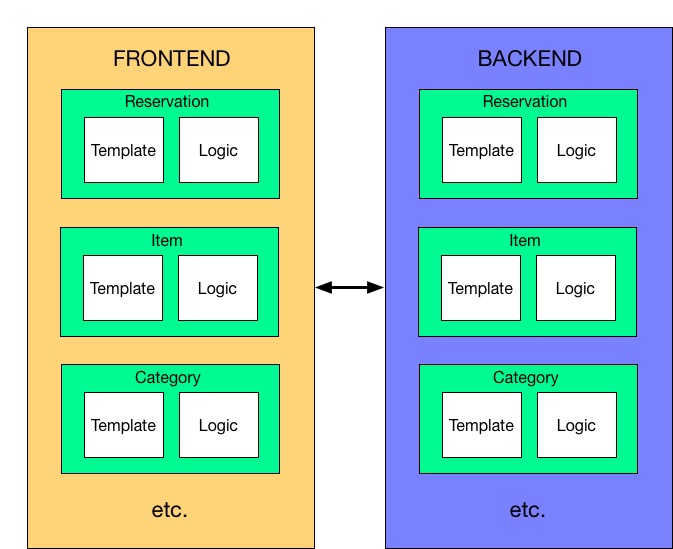 FRONTEND
Reservation
Template Logic
Item
Template Logic
Category
Template Logic
etc.
BACKEND
Reservation
Template Logic
Item
Template Logic
Category
Template Logic
etc.